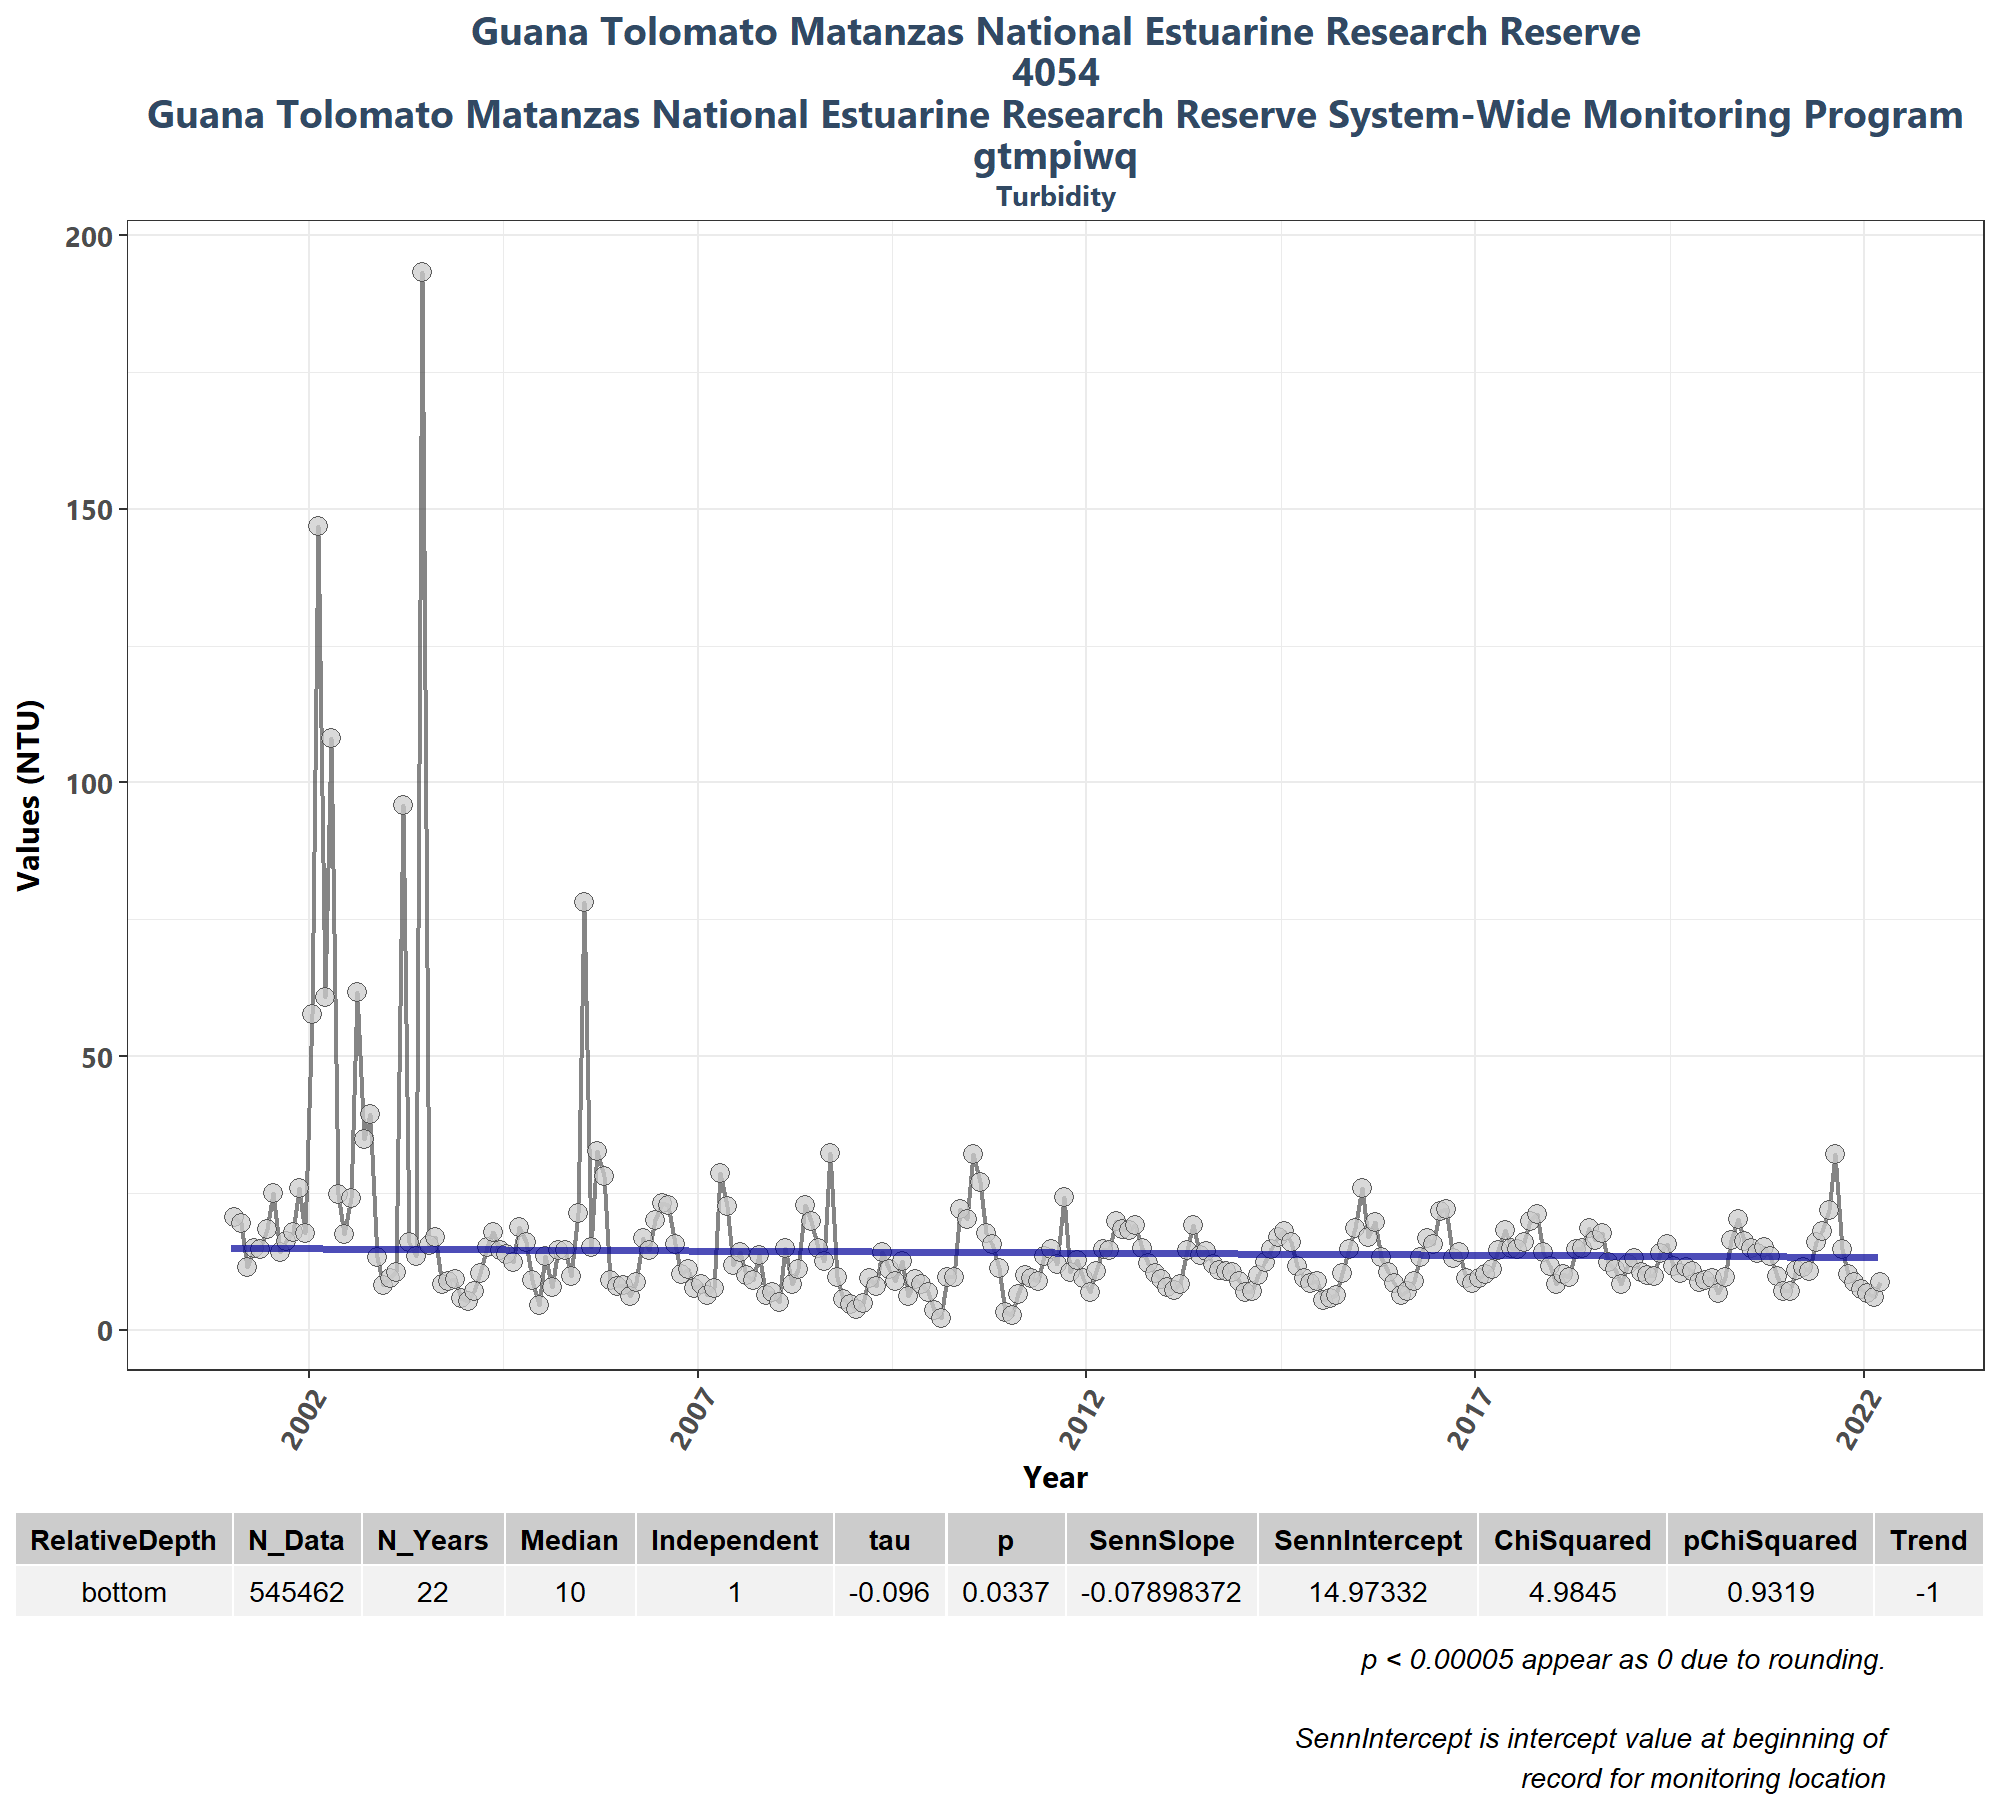 Guana Tolomato Matanzas National Estuarine Research Reserve
4054
Guana Tolomato Matanzas National Estuarine Research Reserve System-Wide Monitoring Program
gtmpiwq
Turbidity
200
150
100
50
0
Values (NTU)
2002 2007 2012 2017 2022
Year
RelativeDepth N_Data N_Years Median Independent tau p SennSlope SennIntercept ChiSquared pChiSquared Trend
bottom 545462 22 10 1 -0.096 0.0337 -0.07898372 14.97332 4.9845 0.9319 -1
p < 0.00005 appear as 0 due to rounding.
SennIntercept is intercept value at beginning of
record for monitoring location